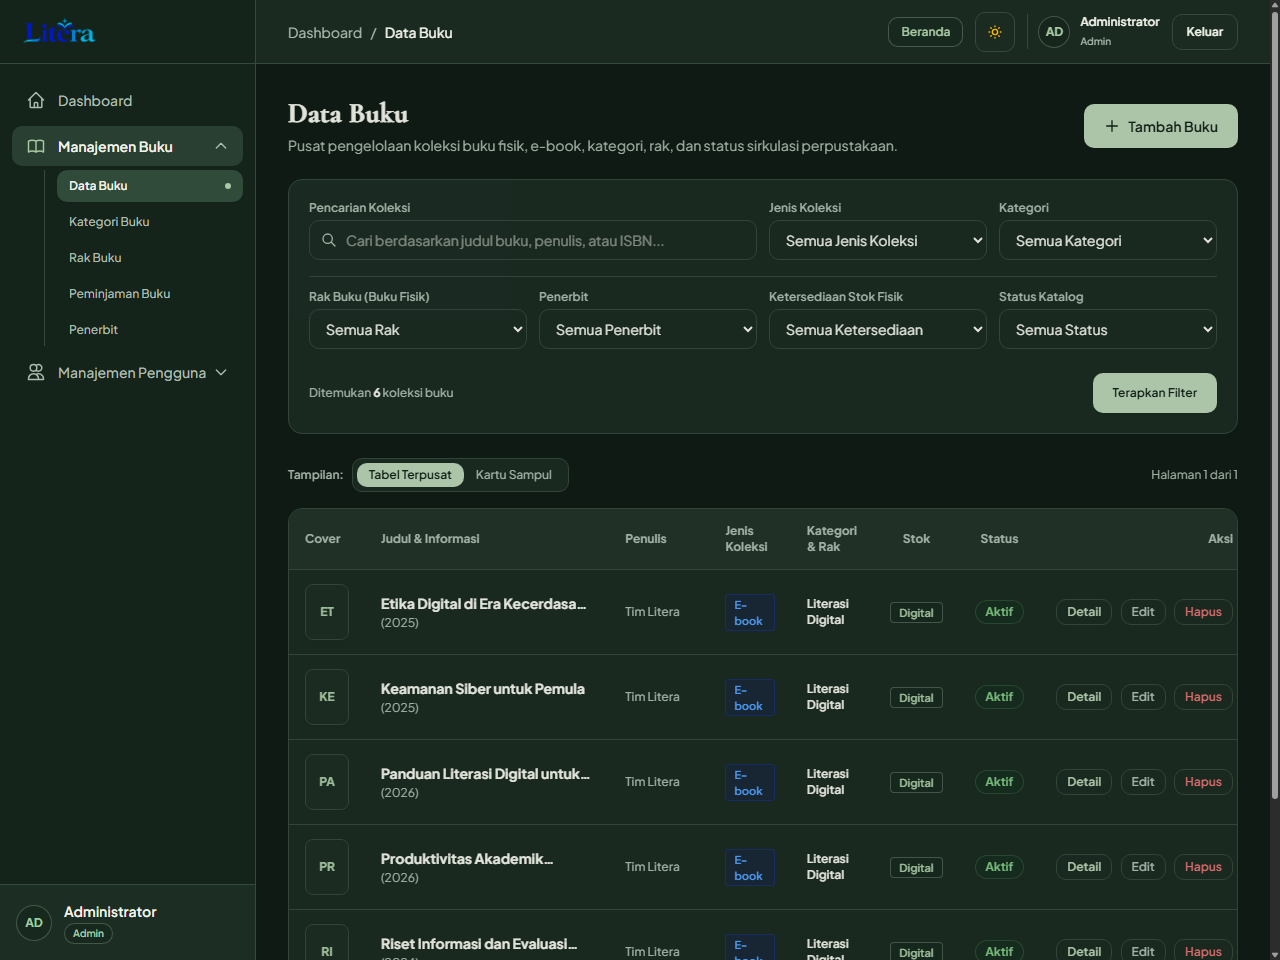 Litera
Dashboard / Data Buku
Beranda
AD
Administrator
Admin
Keluar
Dashboard
Manajemen Buku
Data Buku
Kategori Buku
Rak Buku
Peminjaman Buku
Penerbit
Manajemen Pengguna
AD
Administrator
Admin
Data Buku
Pusat pengelolaan koleksi buku fisik, e-book, kategori, rak, dan status sirkulasi perpustakaan.
+ Tambah Buku
Pencarian Koleksi
Jenis Koleksi
Kategori
Cari berdasarkan judul buku, penulis, atau ISBN...
Semua Jenis Koleksi
Semua Kategori
Rak Buku (Buku Fisik)
Penerbit
Ketersediaan Stok Fisik
Status Katalog
Semua Rak
Semua Penerbit
Semua Ketersediaan
Semua Status
Ditemukan 6 koleksi buku
Terapkan Filter
Tampilan:
Tabel Terpusat
Kartu Sampul
Halaman 1 dari 1
Cover
Judul & Informasi
Penulis
Jenis
Koleksi
Kategori
& Rak
Stok
Status
Aksi
ET
Etika Digital di Era Kecerdasa...
(2025)
Tim Litera
E-
book
Literasi
Digital
Digital
Aktif
Detail
Edit
Hapus
KE
Keamanan Siber untuk Pemula
(2025)
Tim Litera
E-
book
Literasi
Digital
Digital
Aktif
Detail
Edit
Hapus
PA
Panduan Literasi Digital untuk...
(2026)
Tim Litera
E-
book
Literasi
Digital
Digital
Aktif
Detail
Edit
Hapus
PR
Produktivitas Akademik...
(2026)
Tim Litera
E-
book
Literasi
Digital
Digital
Aktif
Detail
Edit
Hapus
RI
Riset Informasi dan Evaluasi...
Tim Litera
E-
book
Literasi
Digital
Digital
Aktif
Detail
Edit
Hapus